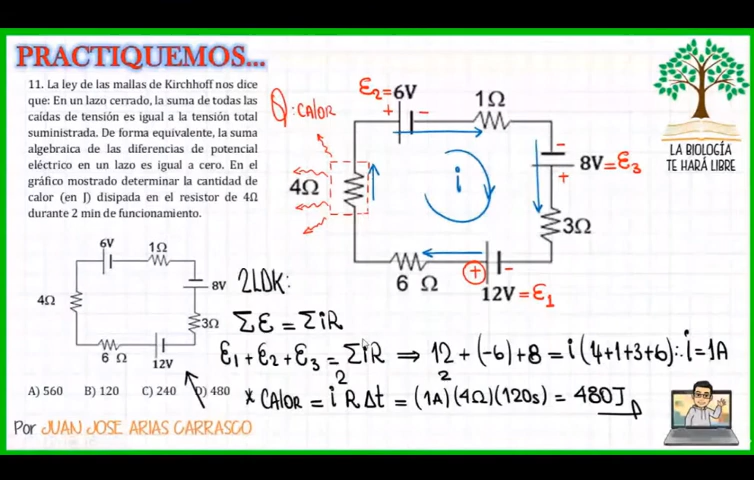 PRACTIQUEMOS...
11. La ley de las mallas de Kirchhoff nos dice
que: En un lazo cerrado, la suma de todas las
caídas de tensión es igual a la tensión total
suministrada. De forma equivalente, la suma
algebraica de las diferencias de potencial
eléctrico en un lazo es igual a cero. En el
gráfico mostrado determinar la cantidad de
calor (en J) disipada en el resistor de 4Ω
durante 2 min de funcionamiento.
6V 1Ω
4Ω
8V
3Ω
6 Ω
12V
A) 560 B) 120 C) 240 D) 480
Por JUAN JOSE ARIAS CARRASCO
Q:CALOR
ε₂=6V
+ -
1Ω
-
8V=ε₃
+
4Ω
i
3Ω
6 Ω
+ -
12V=ε₁
2LDK:
Σε = ΣiR
ε₁+ε₂+ε₃ = ΣiR ⇒ 12+(-6)+8 = i(4+1+3+6)∴i=1A
* CALOR = i²RΔt = (1A)²(4Ω)(120s) = 480J
LA BIOLOGÍA
TE HARÁ LIBRE